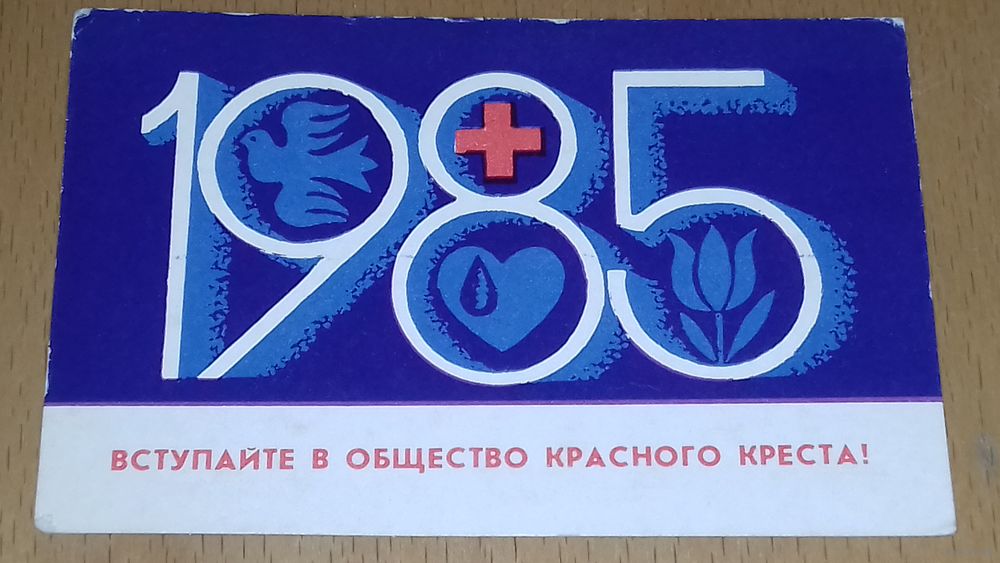 1985
ВСТУПАЙТЕ В ОБЩЕСТВО КРАСНОГО КРЕСТА!